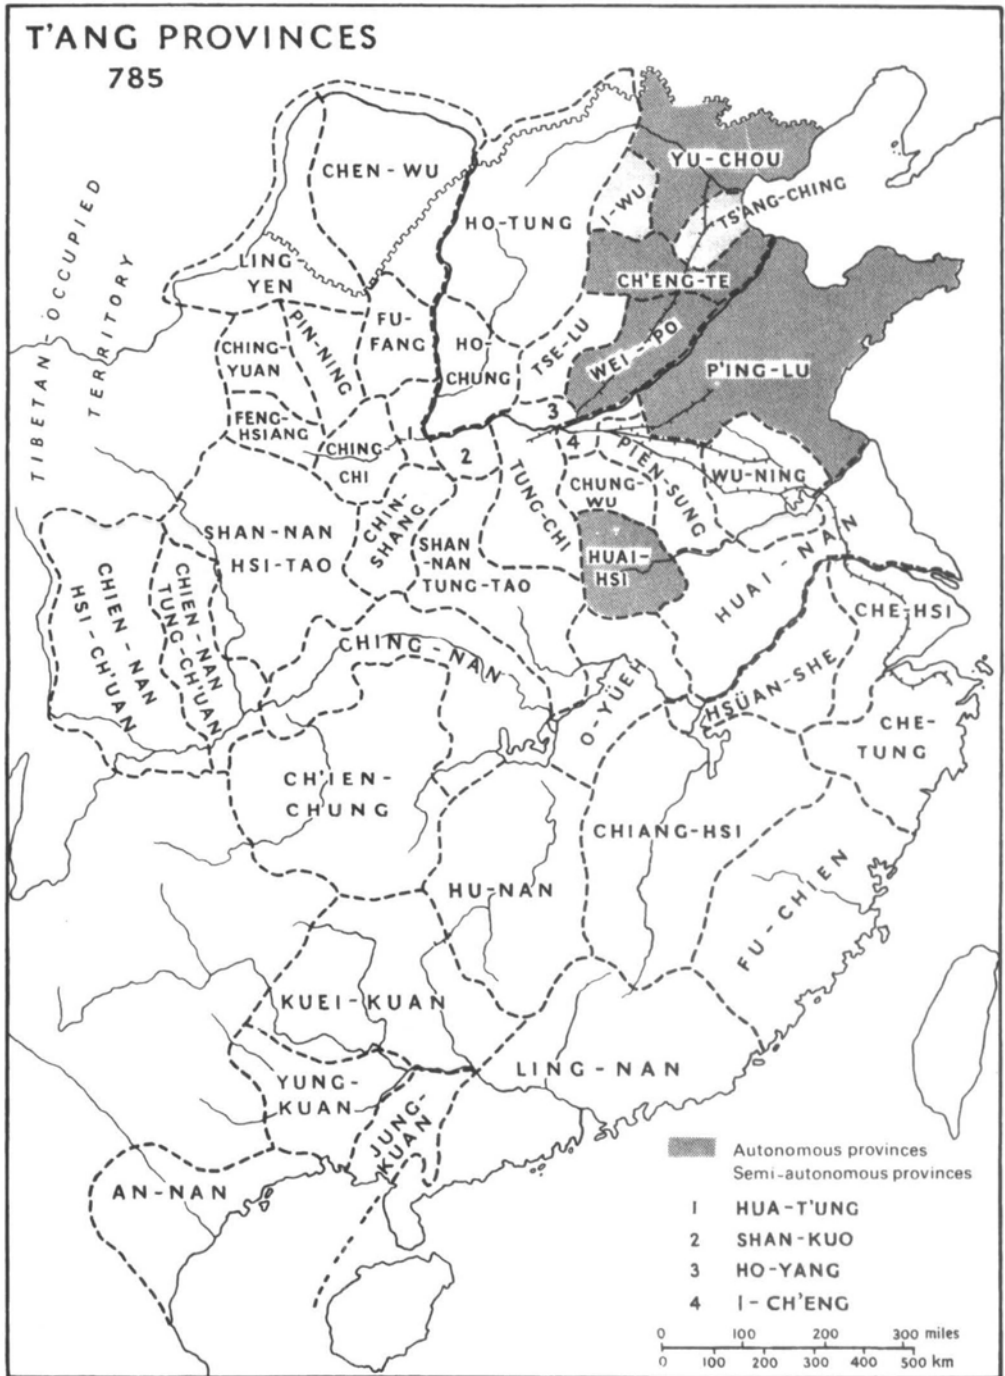 T'ANG PROVINCES
785
CHEN-WU
HO-TUNG
YU-CHOU
I-WU
TS'ANG-CHING
CH'ENG-TE
TIBETAN-OCCUPIED
TERRITORY
LING
YEN
CHING-
YUAN
PIN-NING
FU-
FANG
HO-
CHUNG
TSE-LU
WEI-PO
P'ING-LU
FENG-
HSIANG
CHING
CHI
1
2
3
4
PIEN-SUNG
WU-NING
CHIN-
SHANG
TUNG-CHI
CHUNG-
WU
SHAN-NAN
HSI-TAO
SHAN
-NAN
TUNG-TAO
HUAI-
HSI
HUAI-NAN
CHE-HSI
CHIEN-NAN
HSI-CH'UAN
CHIEN-NAN
TUNG-CH'UAN
CHING-NAN
O-YÜEH
HSÜAN-SHE
CHE-
TUNG
CH'IEN-
CHUNG
HU-NAN
CHIANG-HSI
FU-CHIEN
KUEI-KUAN
LING-NAN
YUNG-
KUAN
JUNG-
KUAN
AN-NAN
Autonomous provinces
Semi-autonomous provinces
1 HUA-T'UNG
2 SHAN-KUO
3 HO-YANG
4 I-CH'ENG
0 100 200 300 miles
0 100 200 300 400 500 km